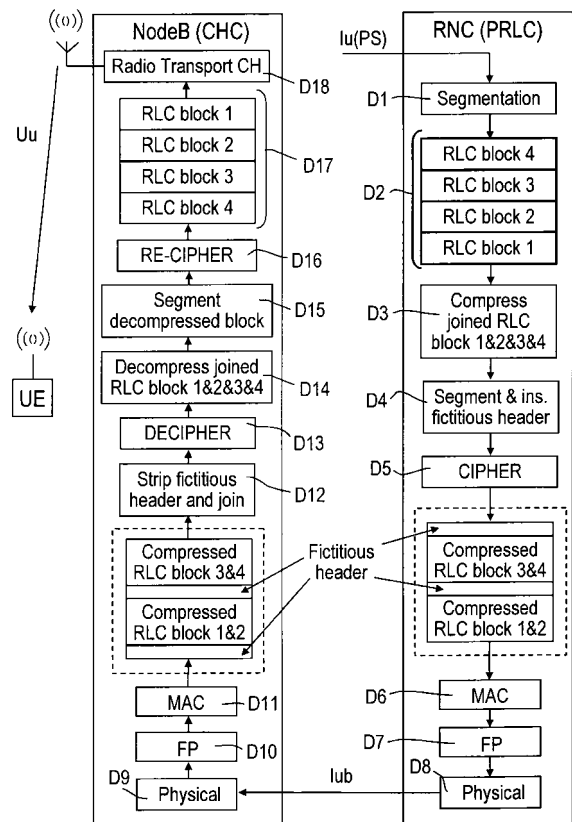 NodeB (CHC)
Radio Transport CH
D18
RLC block 1
RLC block 2
RLC block 3
RLC block 4
D17
RE-CIPHER
D16
Segment
decompressed block
D15
Decompress joined
RLC block 1&2&3&4
D14
DECIPHER
D13
Strip fictitious
header and join
D12
Compressed
RLC block 3&4
Compressed
RLC block 1&2
MAC
D11
FP
D10
D9
Physical
Uu
UE
Fictitious
header
Iub
RNC (PRLC)
Iu(PS)
D1
Segmentation
D2
RLC block 4
RLC block 3
RLC block 2
RLC block 1
D3
Compress
joined RLC
block 1&2&3&4
D4
Segment & ins.
fictitious header
D5
CIPHER
Compressed
RLC block 3&4
Compressed
RLC block 1&2
D6
MAC
D7
FP
D8
Physical